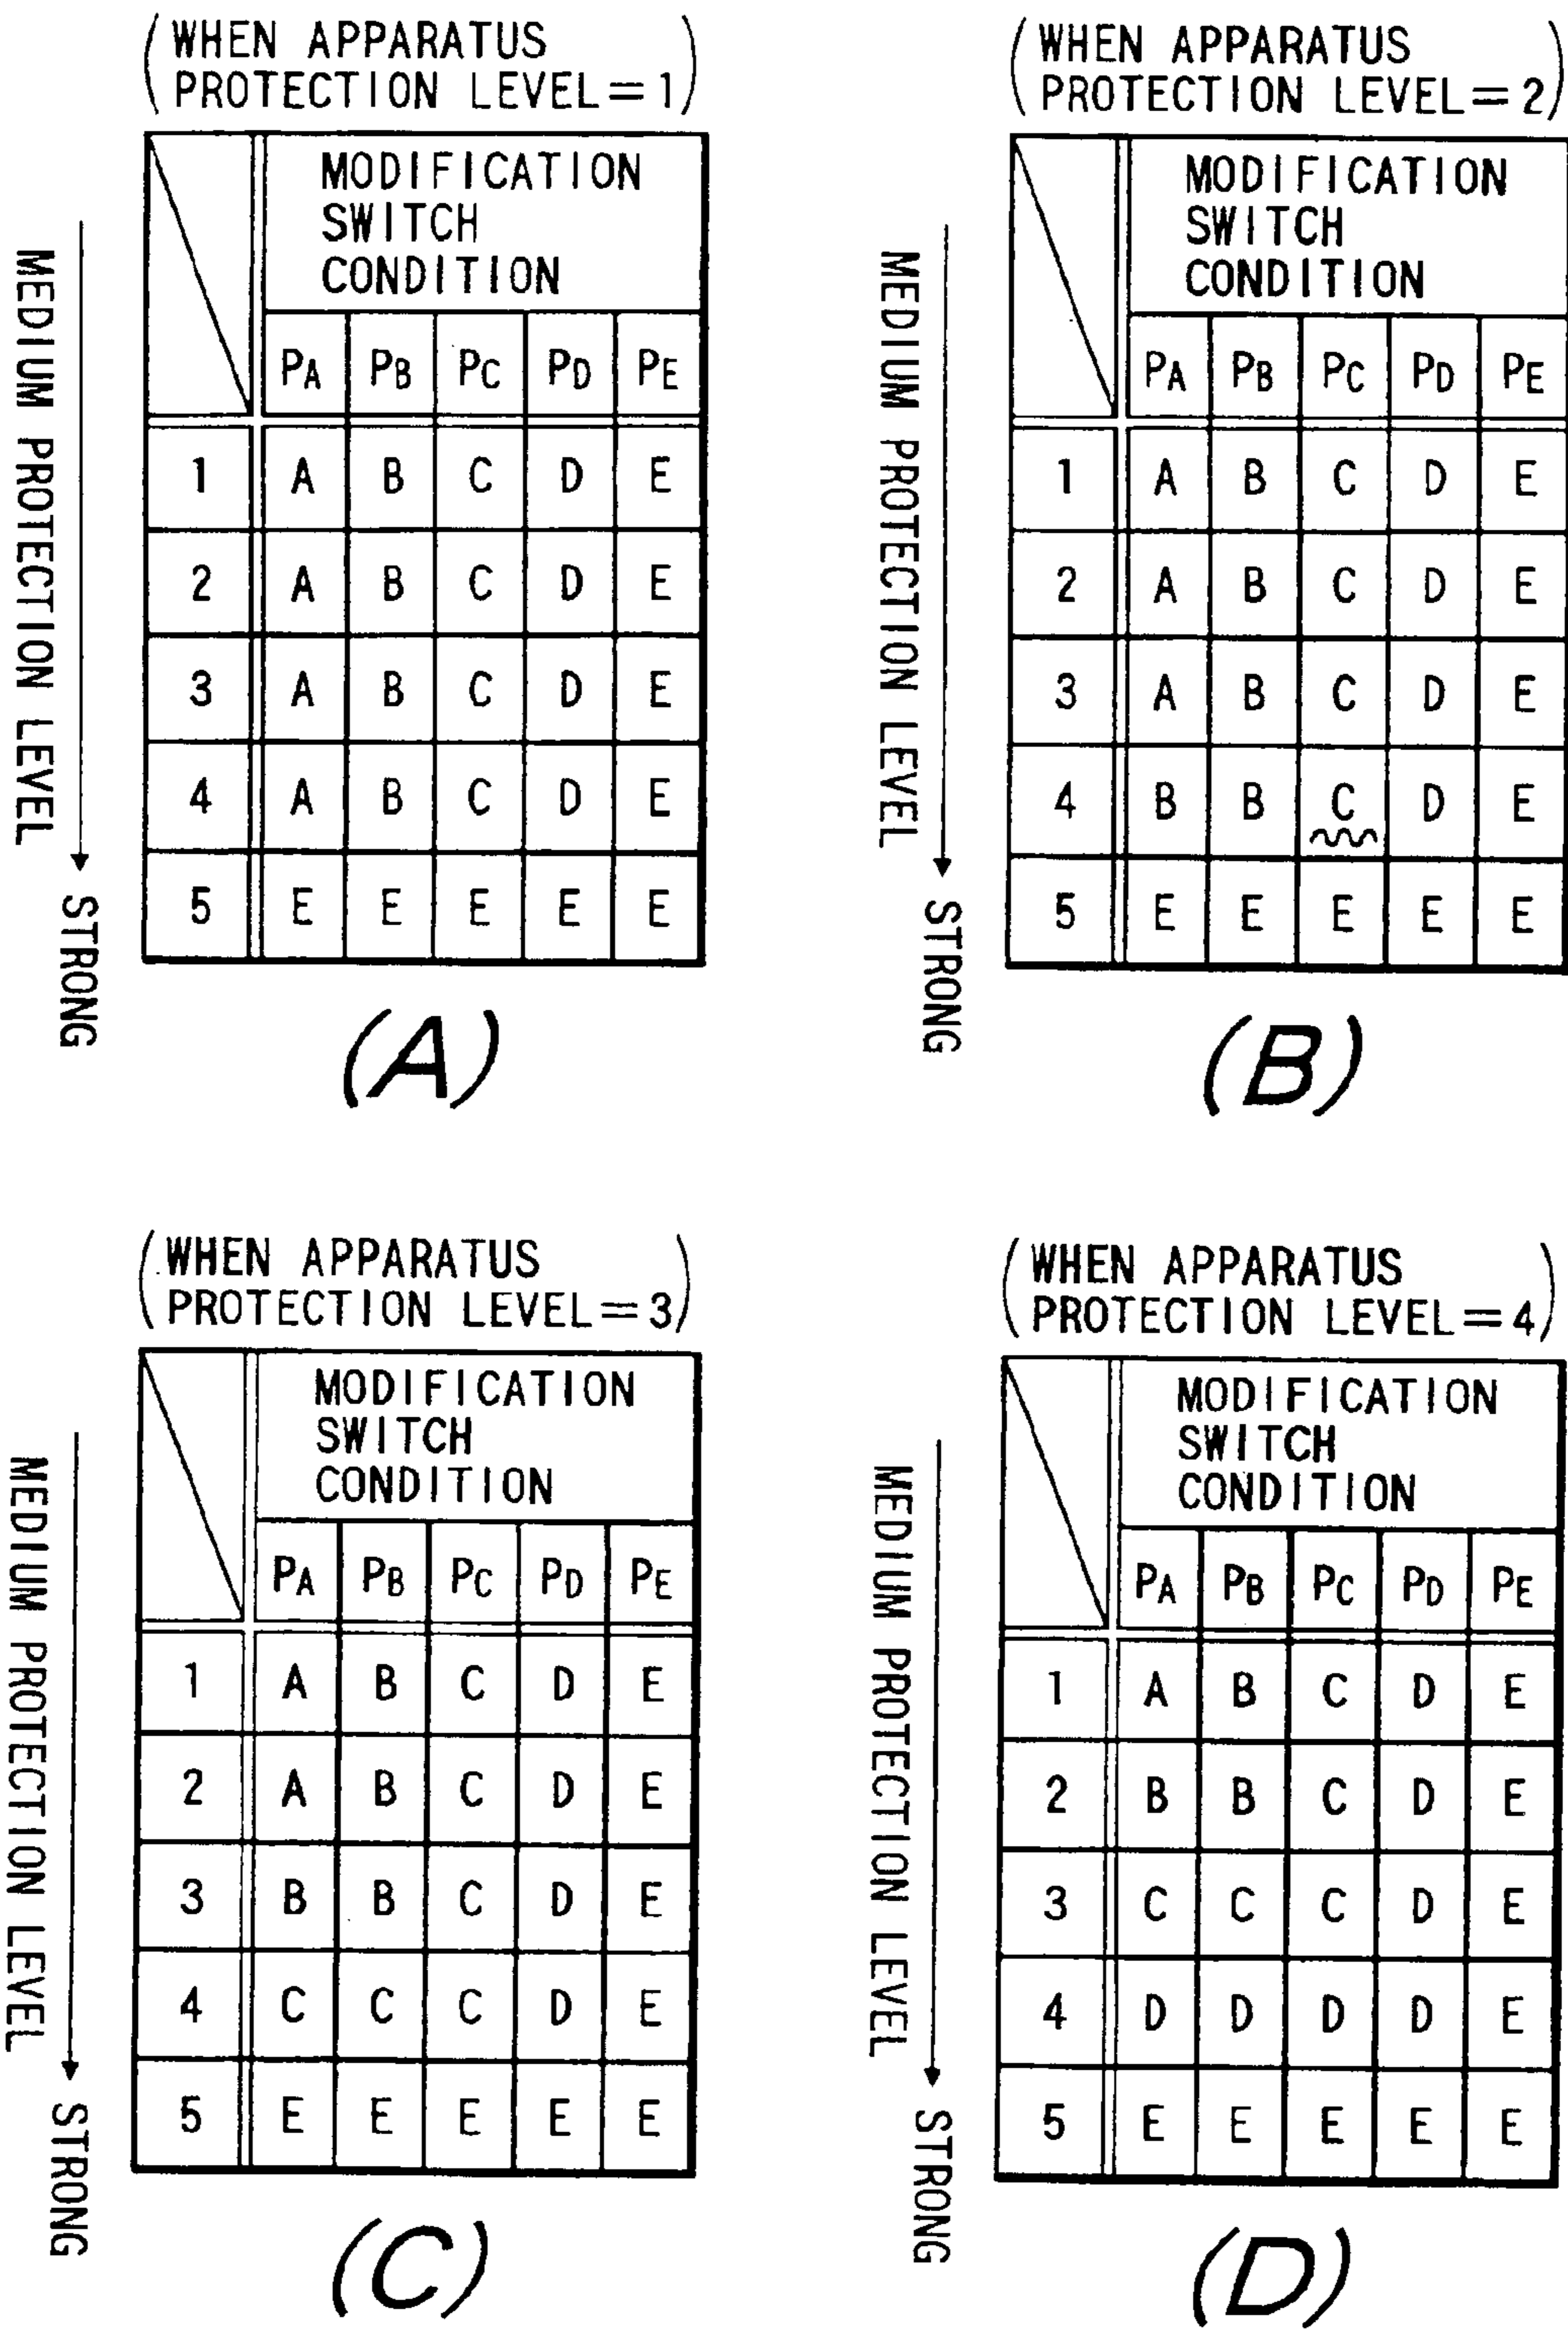 (WHEN APPARATUS
PROTECTION LEVEL=1)
MEDIUM PROTECTION LEVEL
STRONG
MODIFICATION
SWITCH
CONDITION
PA PB PC PD PE
1 A B C D E
2 A B C D E
3 A B C D E
4 A B C D E
5 E E E E E
(A)
(WHEN APPARATUS
PROTECTION LEVEL=2)
MEDIUM PROTECTION LEVEL
STRONG
MODIFICATION
SWITCH
CONDITION
PA PB PC PD PE
1 A B C D E
2 A B C D E
3 A B C D E
4 B B C D E
5 E E E E E
(B)
(WHEN APPARATUS
PROTECTION LEVEL=3)
MEDIUM PROTECTION LEVEL
STRONG
MODIFICATION
SWITCH
CONDITION
PA PB PC PD PE
1 A B C D E
2 A B C D E
3 B B C D E
4 C C C D E
5 E E E E E
(C)
(WHEN APPARATUS
PROTECTION LEVEL=4)
MEDIUM PROTECTION LEVEL
STRONG
MODIFICATION
SWITCH
CONDITION
PA PB PC PD PE
1 A B C D E
2 B B C D E
3 C C C D E
4 D D D D E
5 E E E E E
(D)